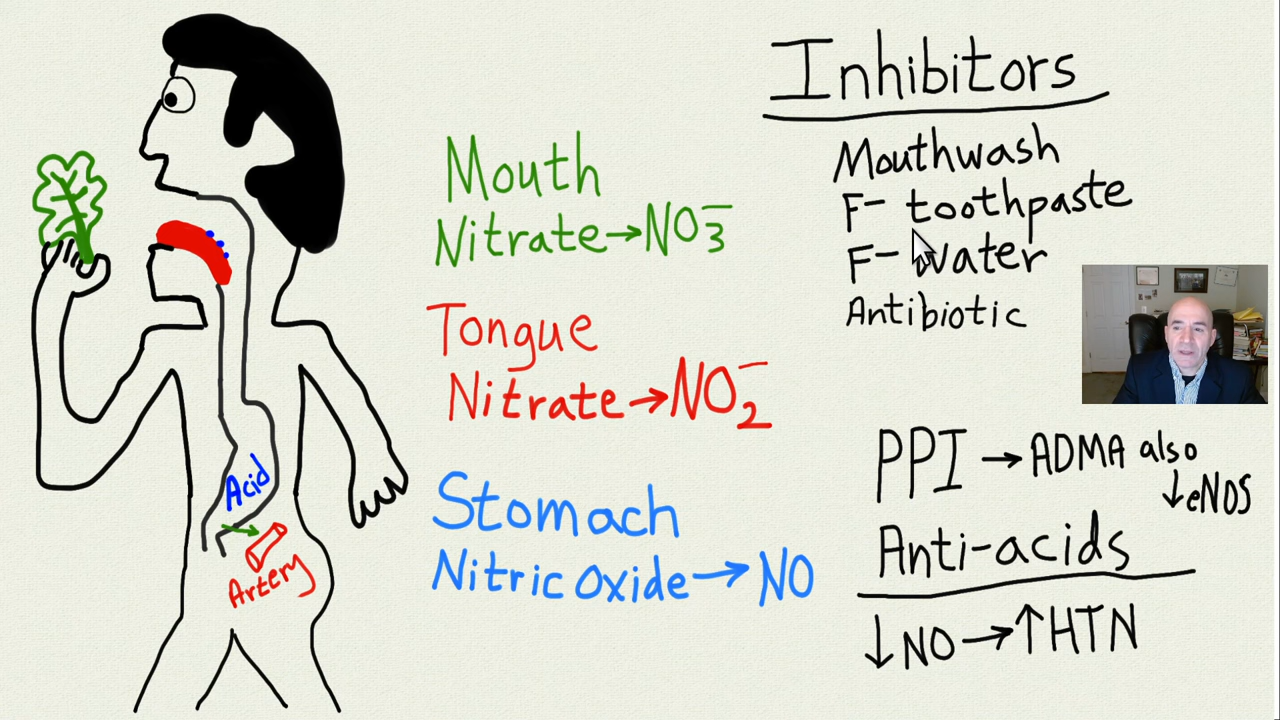 Mouth
Nitrate→NO3⁻
Tongue
Nitrate→NO2⁻
Stomach
Nitric Oxide→NO
Acid
Artery
Inhibitors
Mouthwash
F- toothpaste
F- Water
Antibiotic
PPI→ADMA also
↓eNOS
Anti-acids
↓NO→↑HTN